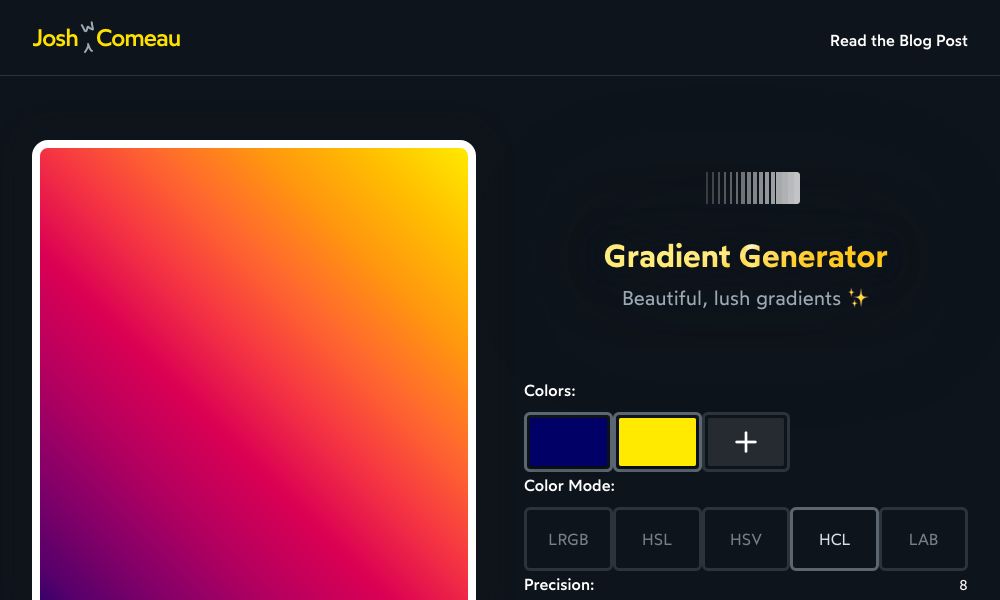 Josh W Comeau
Read the Blog Post
Gradient Generator
Beautiful, lush gradients ✨
Colors:
Color Mode:
LRGB HSL HSV HCL LAB
Precision: 8